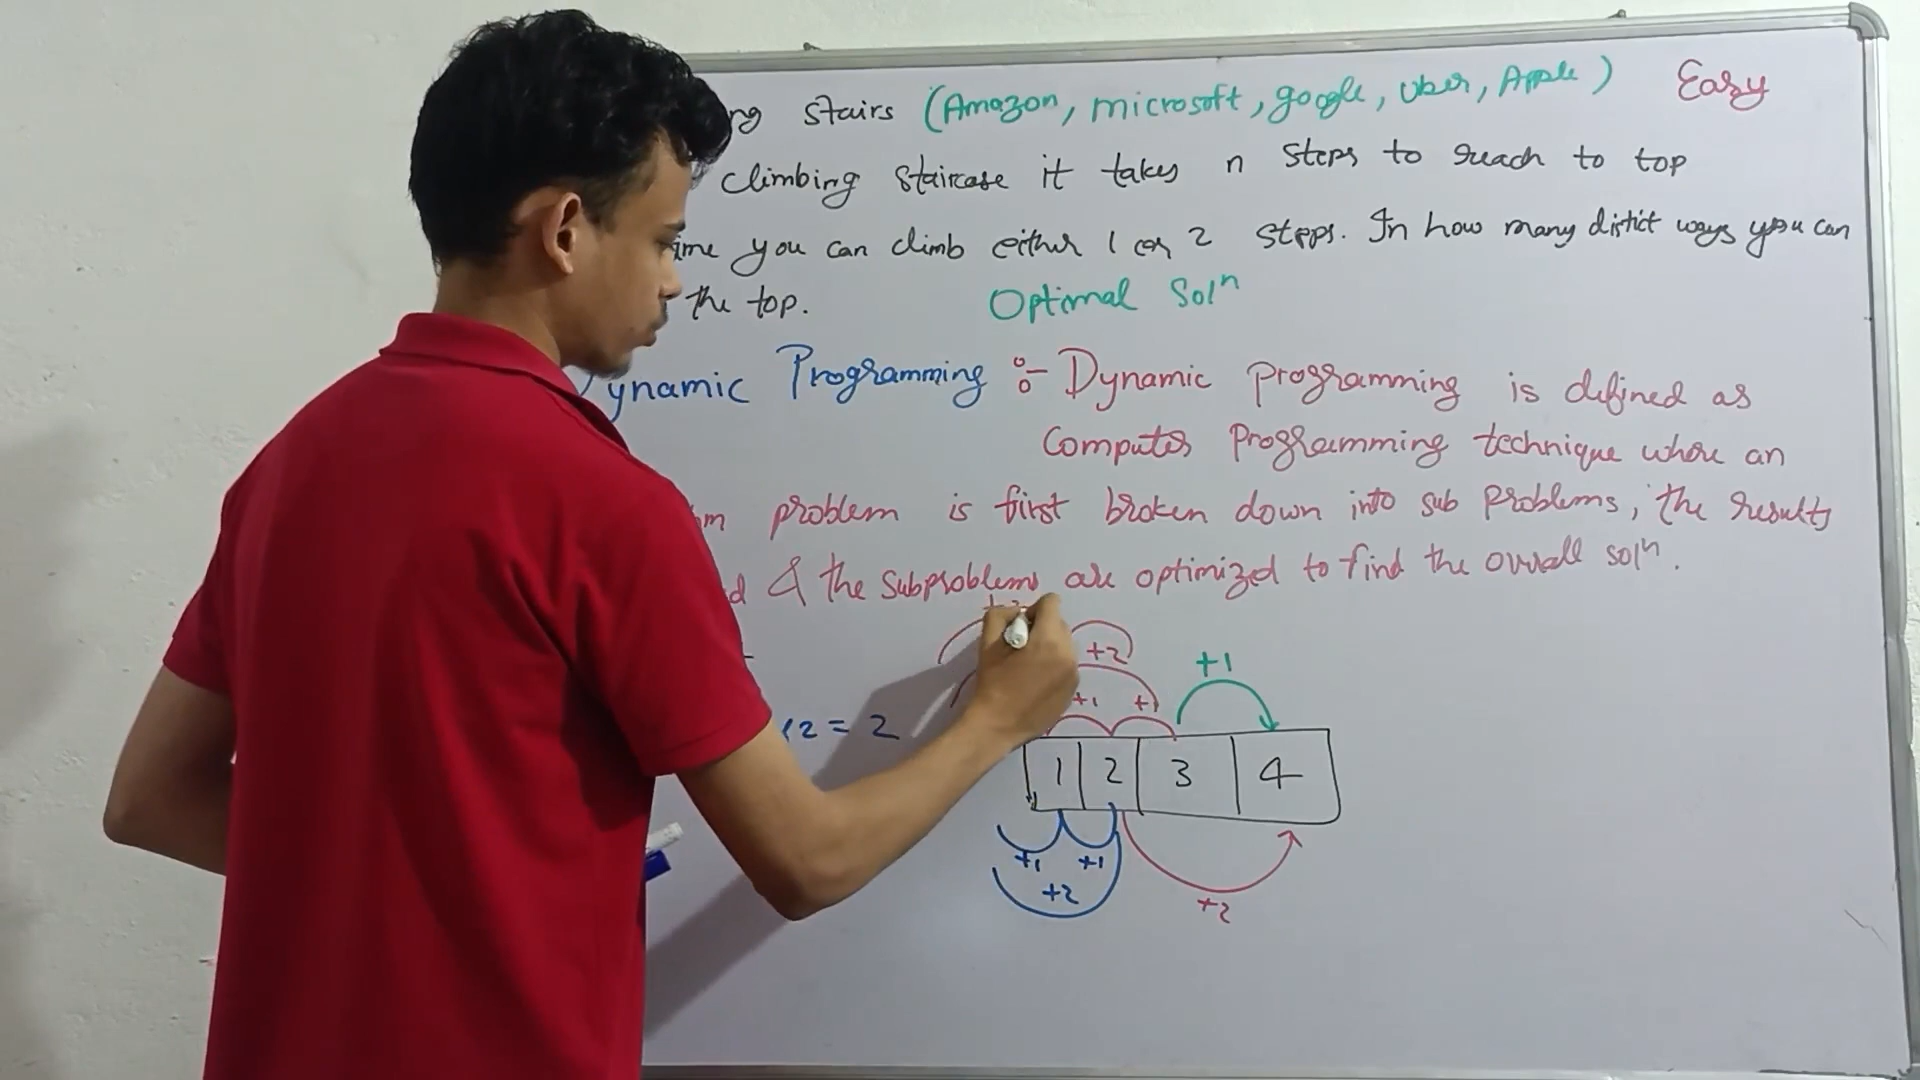 ng stairs (Amazon, microsoft, google, Uber, Apple) Easy
climbing staircase it takes n steps to reach to top
ime you can climb either 1 or 2 steps. In how many distict ways you can
the top. Optimal Solⁿ
ynamic Programming :- Dynamic programming is defined as
Computer Programming technique where an
hm problem is first broken down into sub problems, the results
d & the subproblems are optimized to find the overall solⁿ.
+2 +1
+1 +1
2 = 2
1 2 3 4
+1 +1
+2 +2